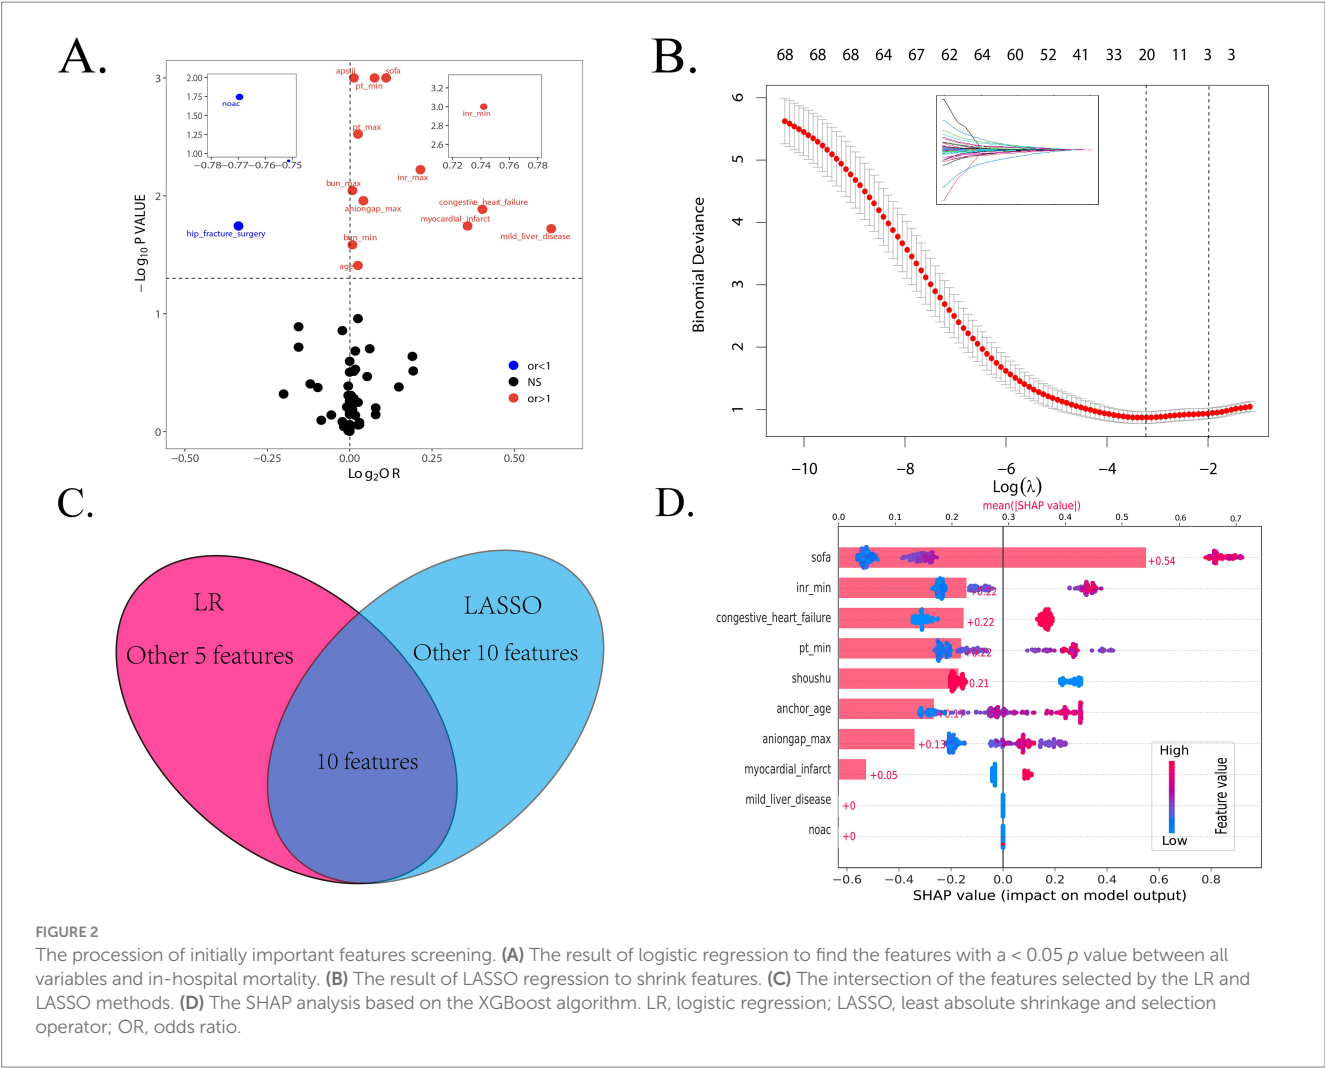 A.
3
2
1
0
−0.50
−0.25
0.00
0.25
0.50
− Log10 P VALUE
Log2OR
2.00
1.75
1.50
1.25
1.00
−0.78
−0.77
−0.76
−0.75
noac
3.2
3.0
2.8
2.6
0.72
0.74
0.76
0.78
inr_min
apsiii
sofa
pt_min
pt_max
inr_max
bun_max
aniongap_max
congestive_heart_failure
myocardial_infarct
mild_liver_disease
hip_fracture_surgery
bun_min
age
or<1
NS
or>1
B.
68 68 68 64 67 62 64 60 52 41 33 20 11 3 3
6
5
4
3
2
1
Binomial Deviance
−10 −8 −6 −4 −2
Log(λ)
C.
LR
Other 5 features
LASSO
Other 10 features
10 features
D.
mean(|SHAP value|)
0.0 0.1 0.2 0.3 0.4 0.5 0.6 0.7
sofa
+0.54
inr_min
+0.22
congestive_heart_failure
+0.22
pt_min
+0.22
shoushu
0.21
anchor_age
+0.17
aniongap_max
+0.13
myocardial_infarct
+0.05
mild_liver_disease
+0
noac
+0
High
Low
Feature value
−0.6 −0.4 −0.2 0.0 0.2 0.4 0.6 0.8
SHAP value (impact on model output)
FIGURE 2
The procession of initially important features screening. (A) The result of logistic regression to find the features with a < 0.05 p value between all
variables and in-hospital mortality. (B) The result of LASSO regression to shrink features. (C) The intersection of the features selected by the LR and
LASSO methods. (D) The SHAP analysis based on the XGBoost algorithm. LR, logistic regression; LASSO, least absolute shrinkage and selection
operator; OR, odds ratio.